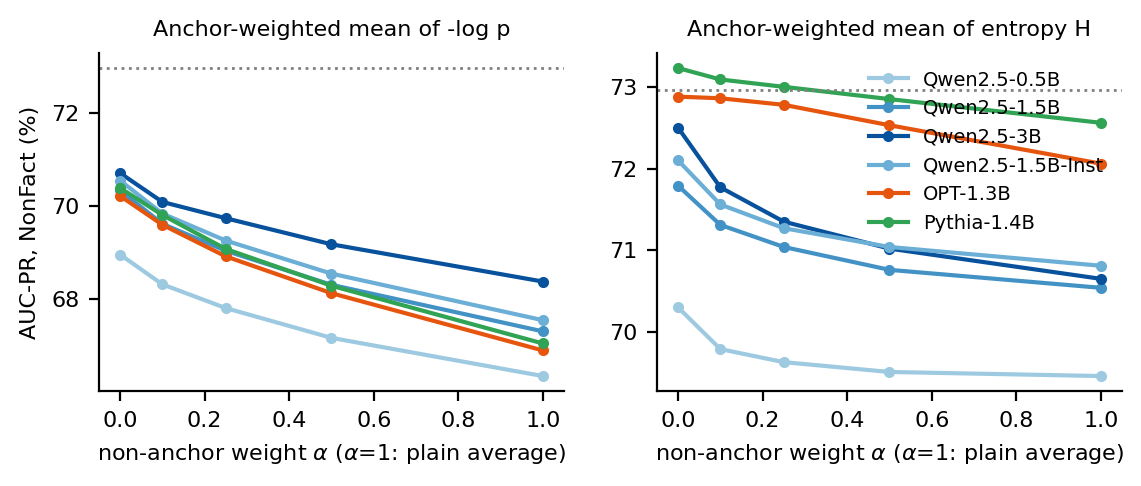 Anchor-weighted mean of -log p
AUC-PR, NonFact (%)
72
70
68
0.0 0.2 0.4 0.6 0.8 1.0
non-anchor weight α (α=1: plain average)
Anchor-weighted mean of entropy H
73
72
71
70
Qwen2.5-0.5B
Qwen2.5-1.5B
Qwen2.5-3B
Qwen2.5-1.5B-Inst
OPT-1.3B
Pythia-1.4B
0.0 0.2 0.4 0.6 0.8 1.0
non-anchor weight α (α=1: plain average)